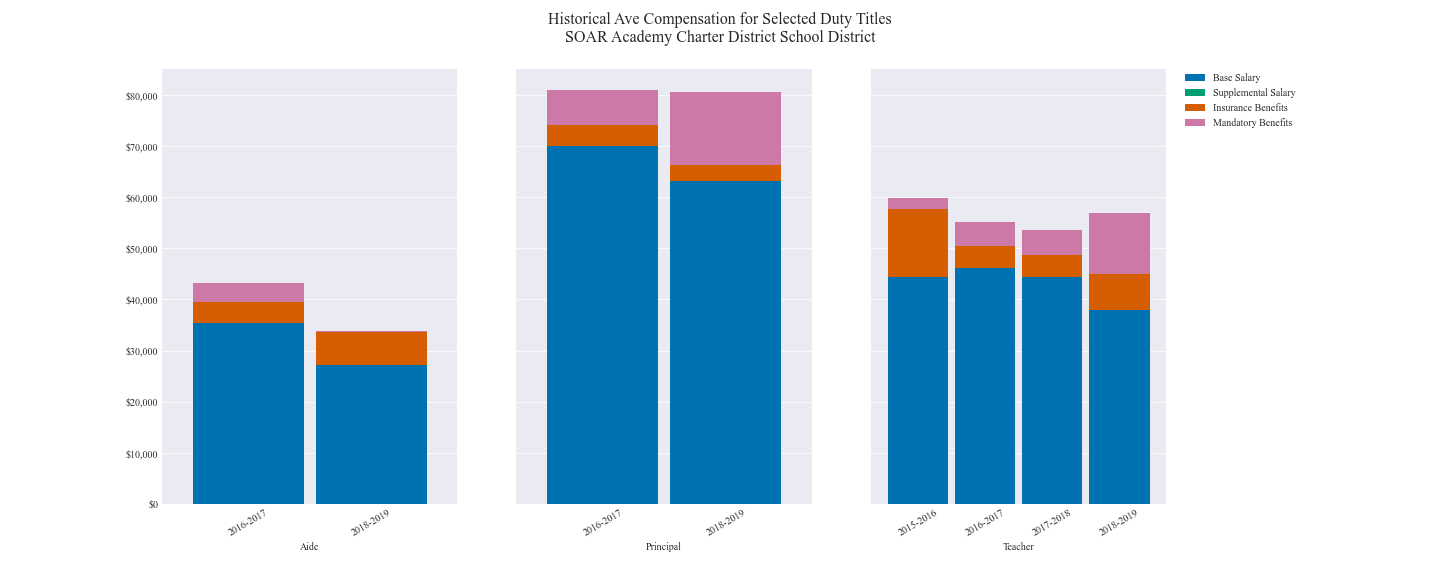 Historical Ave Compensation for Selected Duty Titles
SOAR Academy Charter District School District
Base Salary
Supplemental Salary
Insurance Benefits
Mandatory Benefits
$80,000
$70,000
$60,000
$50,000
$40,000
$30,000
$20,000
$10,000
$0
2016-2017
2018-2019
Aide
2016-2017
2018-2019
Principal
2015-2016
2016-2017
2017-2018
2018-2019
Teacher